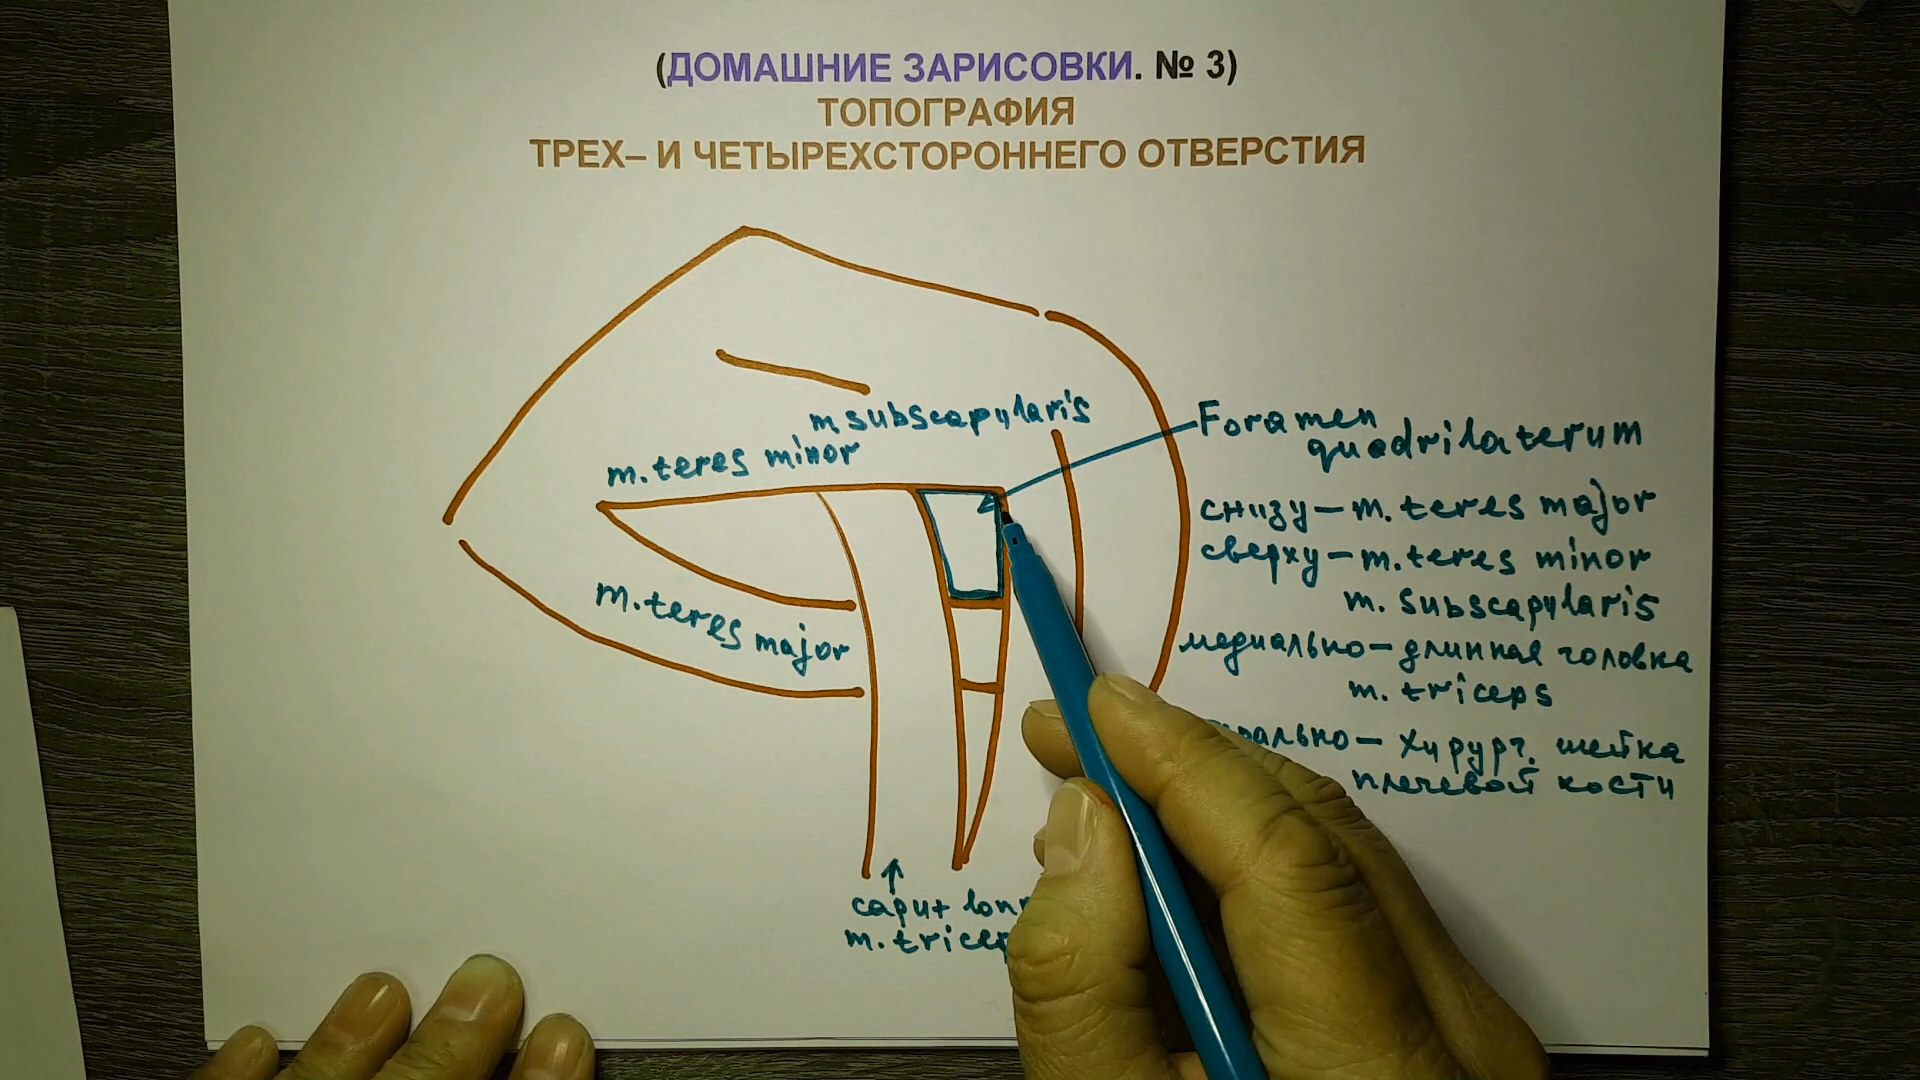 (ДОМАШНИЕ ЗАРИСОВКИ. № 3)
ТОПОГРАФИЯ
ТРЕХ– И ЧЕТЫРЕХСТОРОННЕГО ОТВЕРСТИЯ
m subscapularis
m. teres minor
m. teres major
caput
m.
Foramen
quadrilaterum
снизу – m. teres major
сверху – m. teres minor
m. subscapularis
медиально – длинная головка
m. triceps
– хирург. шейка
плечевой кости